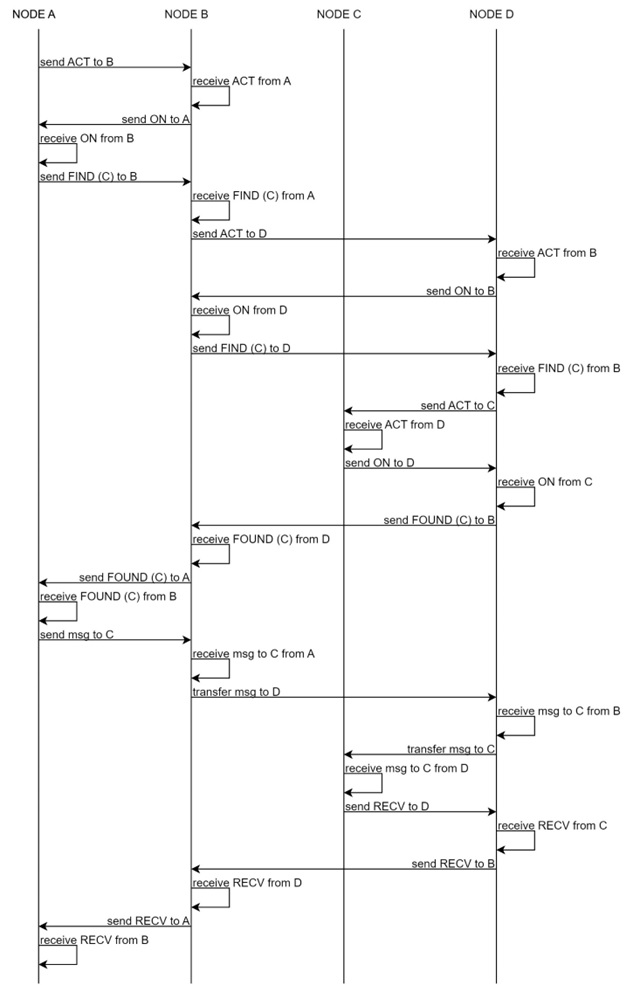 NODE A
NODE B
NODE C
NODE D
send ACT to B
receive ACT from A
send ON to A
receive ON from B
send FIND (C) to B
receive FIND (C) from A
send ACT to D
receive ACT from B
send ON to B
receive ON from D
send FIND (C) to D
receive FIND (C) from B
send ACT to C
receive ACT from D
send ON to D
receive ON from C
send FOUND (C) to B
receive FOUND (C) from D
send FOUND (C) to A
receive FOUND (C) from B
send msg to C
receive msg to C from A
transfer msg to D
receive msg to C from B
transfer msg to C
receive msg to C from D
send RECV to D
receive RECV from C
send RECV to B
receive RECV from D
send RECV to A
receive RECV from B